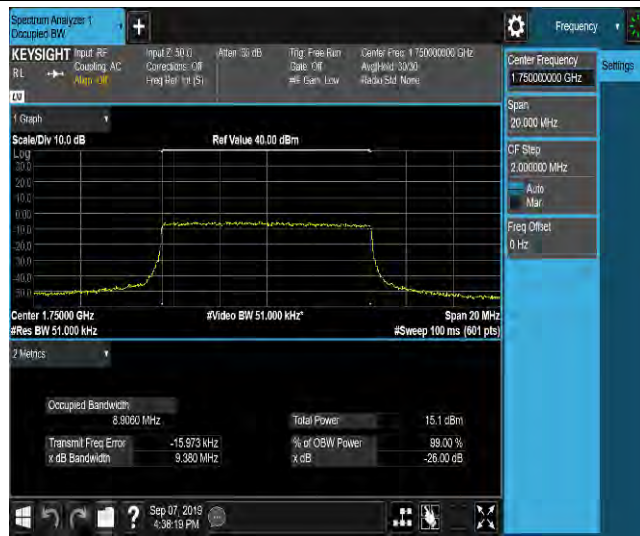 Spectrum Analyzer 1
Occupied BW
+
Frequency
KEYSIGHT
Input: RF
Coupling: AC
Align: Off
Input Z: 50 Ω
Corrections: Off
Freq Ref: Int (S)
Atten: 30 dB
Trig: Free Run
Gate: Off
#IF Gain: Low
Center Freq: 1.750000000 GHz
Avg|Hold: 30/30
Radio Std: None
RL
Center Frequency
1.750000000 GHz
Settings
Span
20.000 MHz
CF Step
2.000000 MHz
Auto
Man
Freq Offset
0 Hz
1 Graph
Scale/Div 10.0 dB
Ref Value 40.00 dBm
Log
30.0
20.0
10.0
0.00
-10.0
-20.0
-30.0
-40.0
-50.0
Center 1.75000 GHz
#Video BW 51.000 kHz*
Span 20 MHz
#Res BW 51.000 kHz
#Sweep 100 ms (601 pts)
2 Metrics
Occupied Bandwidth
8.9060 MHz
Total Power
15.1 dBm
Transmit Freq Error
-15.973 kHz
% of OBW Power
99.00 %
x dB Bandwidth
9.380 MHz
x dB
-26.00 dB
?
Sep 07, 2019
4:38:19 PM